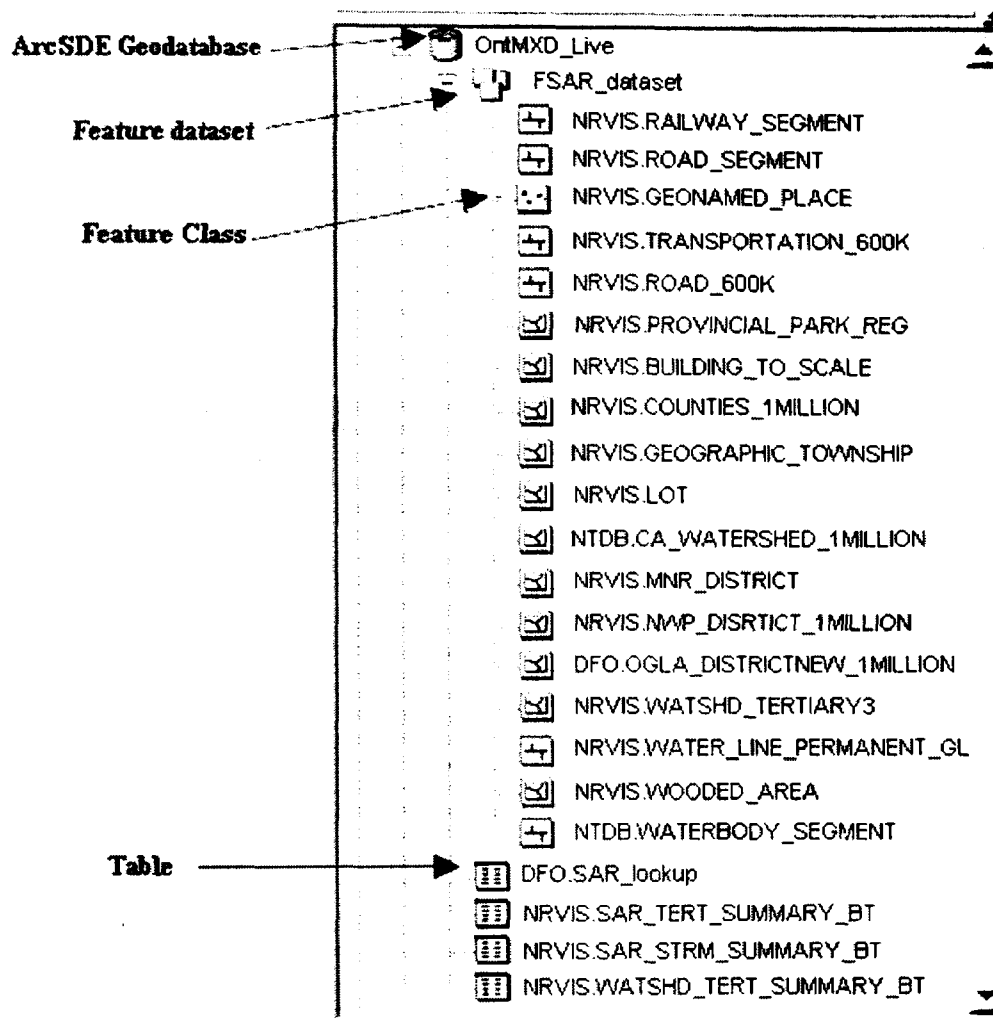 ArcSDE Geodatabase
OntMXD_Live
FSAR_dataset
Feature dataset
NRVIS.RAILWAY_SEGMENT
NRVIS.ROAD_SEGMENT
NRVIS.GEONAMED_PLACE
Feature Class
NRVIS.TRANSPORTATION_600K
NRVIS.ROAD_600K
NRVIS.PROVINCIAL_PARK_REG
NRVIS.BUILDING_TO_SCALE
NRVIS.COUNTIES_1MILLION
NRVIS.GEOGRAPHIC_TOWNSHIP
NRVIS.LOT
NTDB.CA_WATERSHED_1MILLION
NRVIS.MNR_DISTRICT
NRVIS.NWP_DISRTICT_1MILLION
DFO.OGLA_DISTRICTNEW_1MILLION
NRVIS.WATSHD_TERTIARY3
NRVIS.WATER_LINE_PERMANENT_GL
NRVIS.WOODED_AREA
NTDB.WATERBODY_SEGMENT
Table
DFO.SAR_lookup
NRVIS.SAR_TERT_SUMMARY_BT
NRVIS.SAR_STRM_SUMMARY_BT
NRVIS.WATSHD_TERT_SUMMARY_BT